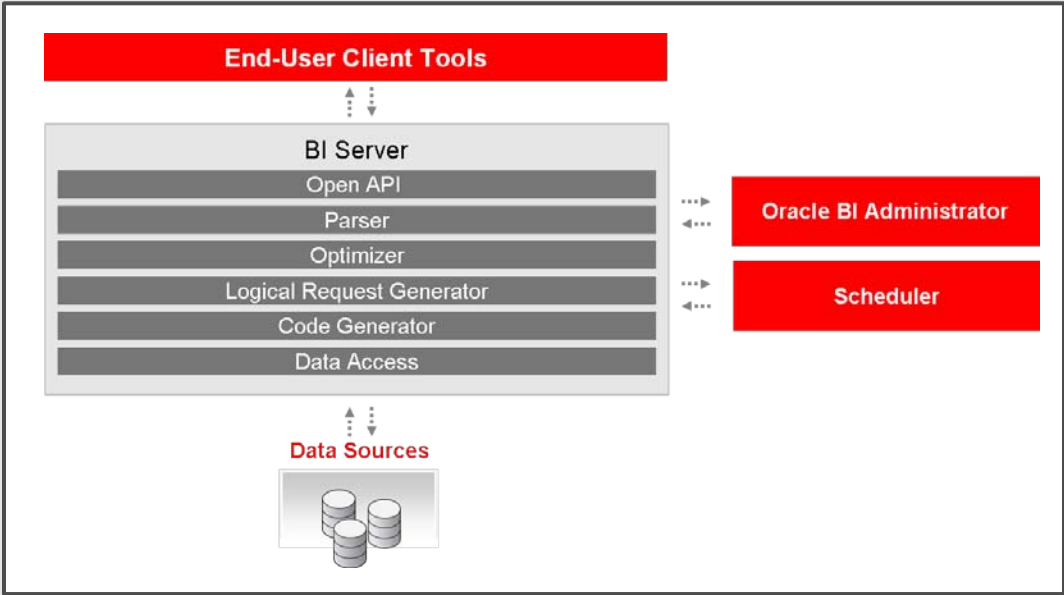 End-User Client Tools
BI Server
Open API
Parser
Optimizer
Logical Request Generator
Code Generator
Data Access
Oracle BI Administrator
Scheduler
Data Sources